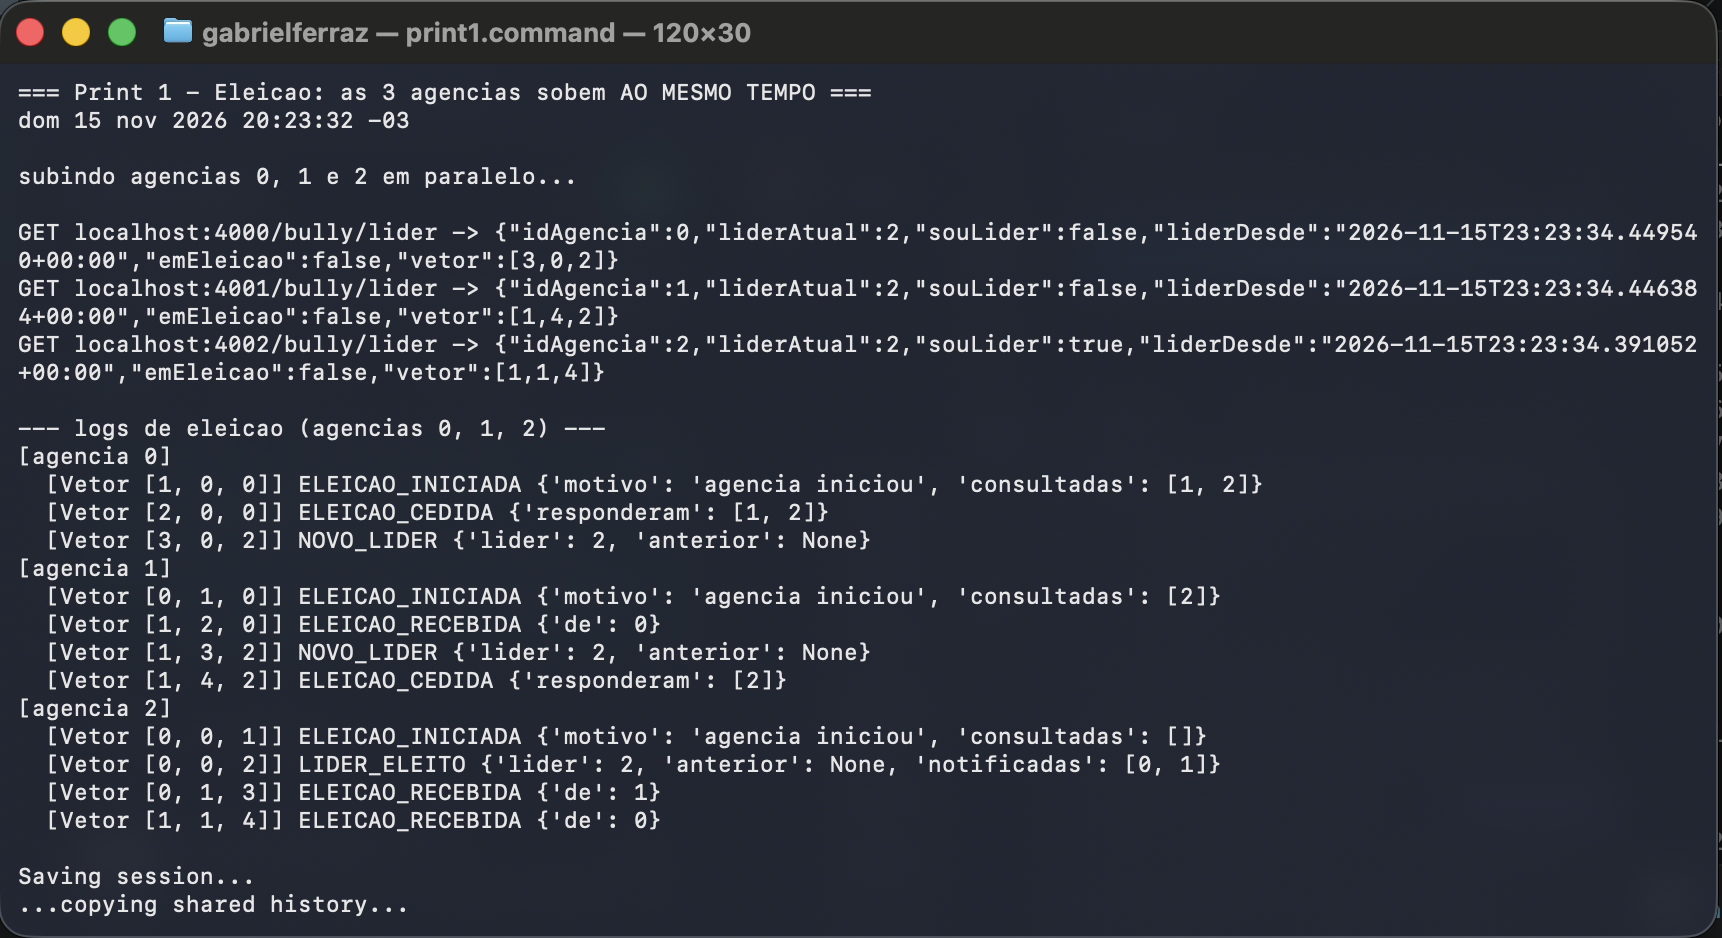 gabrielferraz — print1.command — 120×30
=== Print 1 – Eleicao: as 3 agencias sobem AO MESMO TEMPO ===
dom 15 nov 2026 20:23:32 -03
subindo agencias 0, 1 e 2 em paralelo...
GET localhost:4000/bully/lider -> {"idAgencia":0,"liderAtual":2,"souLider":false,"liderDesde":"2026-11-15T23:23:34.44954
0+00:00","emEleicao":false,"vetor":[3,0,2]}
GET localhost:4001/bully/lider -> {"idAgencia":1,"liderAtual":2,"souLider":false,"liderDesde":"2026-11-15T23:23:34.44638
4+00:00","emEleicao":false,"vetor":[1,4,2]}
GET localhost:4002/bully/lider -> {"idAgencia":2,"liderAtual":2,"souLider":true,"liderDesde":"2026-11-15T23:23:34.391052
+00:00","emEleicao":false,"vetor":[1,1,4]}
--- logs de eleicao (agencias 0, 1, 2) ---
[agencia 0]
[Vetor [1, 0, 0]] ELEICAO_INICIADA {'motivo': 'agencia iniciou', 'consultadas': [1, 2]}
[Vetor [2, 0, 0]] ELEICAO_CEDIDA {'responderam': [1, 2]}
[Vetor [3, 0, 2]] NOVO_LIDER {'lider': 2, 'anterior': None}
[agencia 1]
[Vetor [0, 1, 0]] ELEICAO_INICIADA {'motivo': 'agencia iniciou', 'consultadas': [2]}
[Vetor [1, 2, 0]] ELEICAO_RECEBIDA {'de': 0}
[Vetor [1, 3, 2]] NOVO_LIDER {'lider': 2, 'anterior': None}
[Vetor [1, 4, 2]] ELEICAO_CEDIDA {'responderam': [2]}
[agencia 2]
[Vetor [0, 0, 1]] ELEICAO_INICIADA {'motivo': 'agencia iniciou', 'consultadas': []}
[Vetor [0, 0, 2]] LIDER_ELEITO {'lider': 2, 'anterior': None, 'notificadas': [0, 1]}
[Vetor [0, 1, 3]] ELEICAO_RECEBIDA {'de': 1}
[Vetor [1, 1, 4]] ELEICAO_RECEBIDA {'de': 0}
Saving session...
...copying shared history...